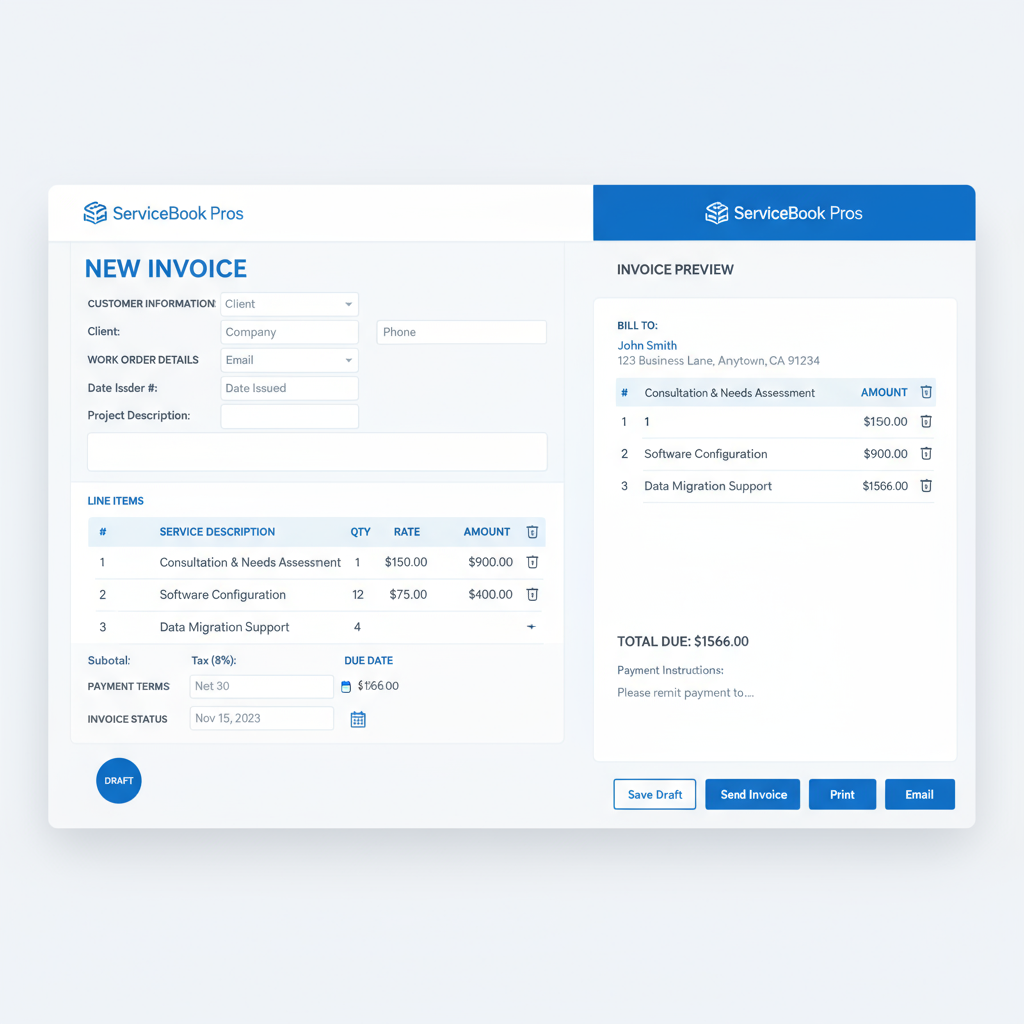 ServiceBook Pros
NEW INVOICE
CUSTOMER INFORMATION: Client
Client: Company Phone
WORK ORDER DETAILS Email
Date Issder #: Date Issued
Project Description:
LINE ITEMS
# SERVICE DESCRIPTION QTY RATE AMOUNT
1 Consultation & Needs Assessment 1 $150.00 $900.00
2 Software Configuration 12 $75.00 $400.00
3 Data Migration Support 4
Subotal: Tax (8%): DUE DATE
PAYMENT TERMS Net 30 $1166.00
INVOICE STATUS Nov 15, 2023
DRAFT
ServiceBook Pros
INVOICE PREVIEW
BILL TO:
John Smith
123 Business Lane, Anytown, CA 91234
# Consultation & Needs Assessment AMOUNT
1 1 $150.00
2 Software Configuration $900.00
3 Data Migration Support $1566.00
TOTAL DUE: $1566.00
Payment Instructions:
Please remit payment to...
Save Draft Send Invoice Print Email